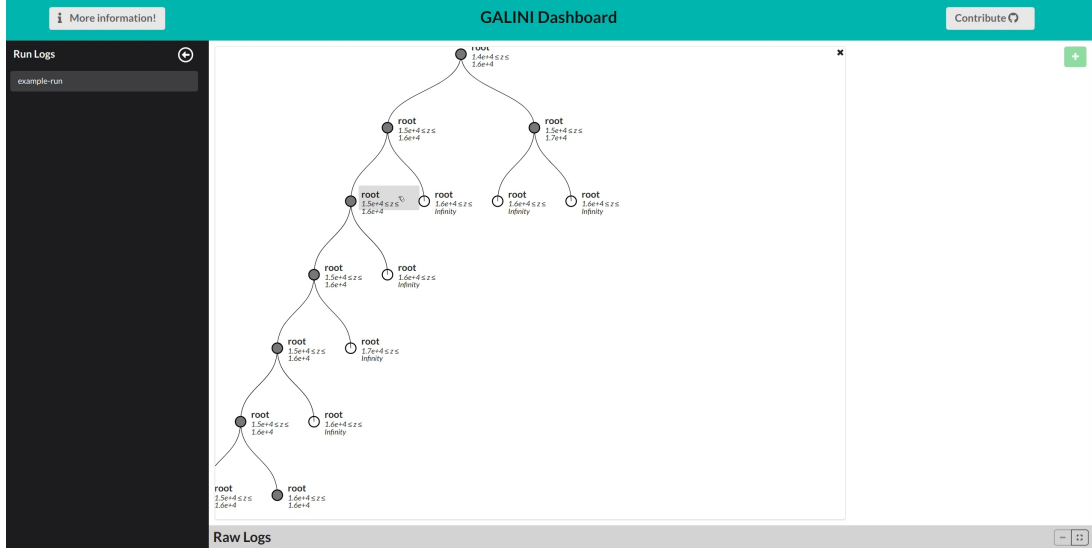 More information!
GALINI Dashboard
Contribute
Run Logs
example-run
root
1.4e+4 ≤ z ≤
1.6e+4
root
1.5e+4 ≤ z ≤
1.6e+4
root
1.5e+4 ≤ z ≤
1.7e+4
root
1.5e+4 ≤ z ≤
1.6e+4
root
1.6e+4 ≤ z ≤
Infinity
root
1.6e+4 ≤ z ≤
Infinity
root
1.6e+4 ≤ z ≤
Infinity
root
1.5e+4 ≤ z ≤
1.6e+4
root
1.6e+4 ≤ z ≤
Infinity
root
1.5e+4 ≤ z ≤
1.6e+4
root
1.7e+4 ≤ z ≤
Infinity
root
1.5e+4 ≤ z ≤
1.6e+4
root
1.6e+4 ≤ z ≤
Infinity
root
1.5e+4 ≤ z ≤
1.6e+4
root
1.6e+4 ≤ z ≤
1.6e+4
Raw Logs